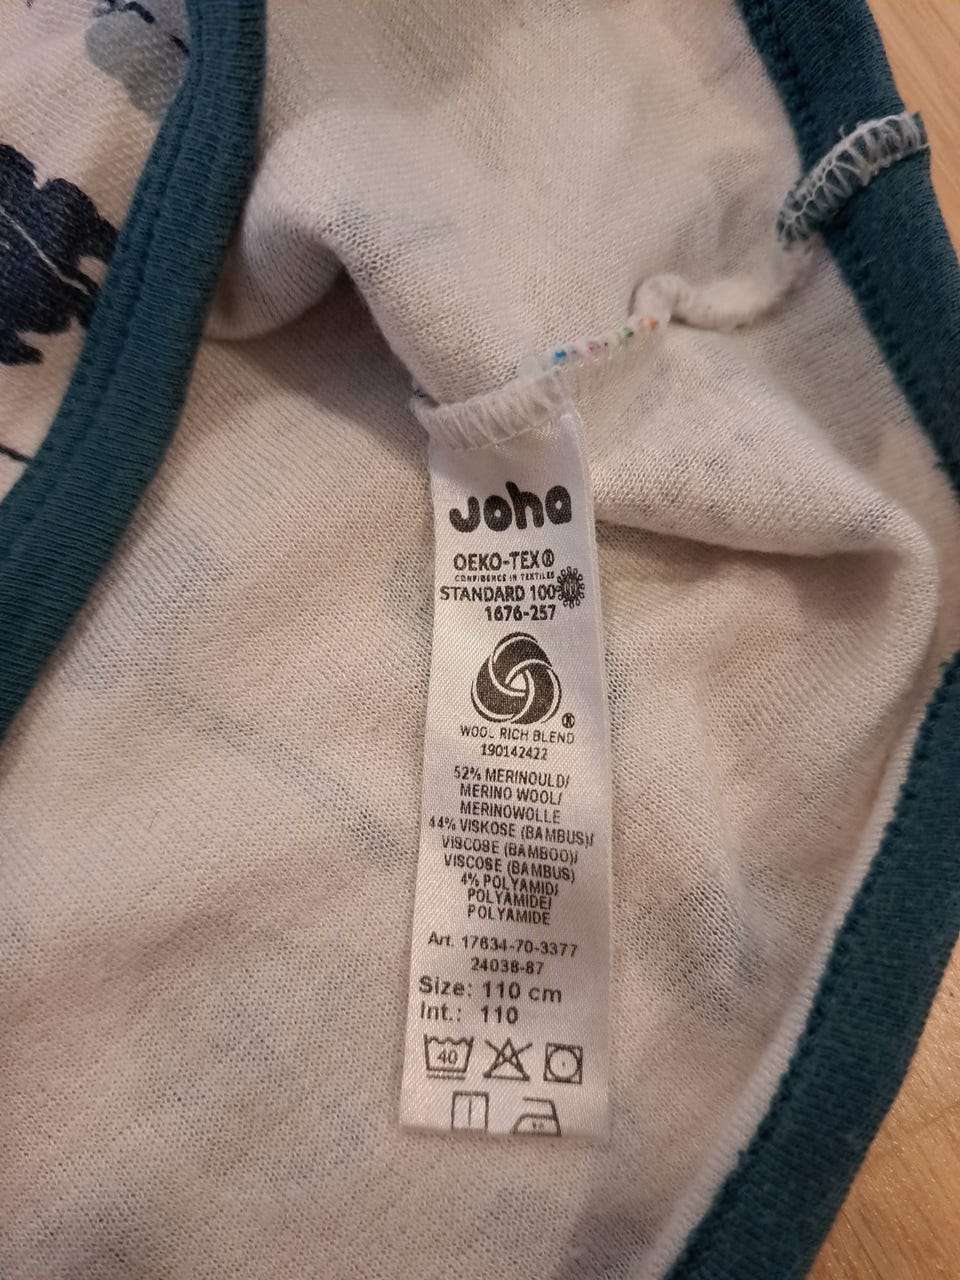 Joha
OEKO-TEX®
CONFIDENCE IN TEXTILES
STANDARD 100
1676-257
®
WOOL RICH BLEND
190142422
52% MERINOULD/
MERINO WOOL/
MERINOWOLLE
44% VISKOSE (BAMBUS)/
VISCOSE (BAMBOO)/
VISCOSE (BAMBUS)
4% POLYAMID/
POLYAMIDE/
POLYAMIDE
Art. 17634-70-3377
24038-87
Size: 110 cm
Int.: 110
40